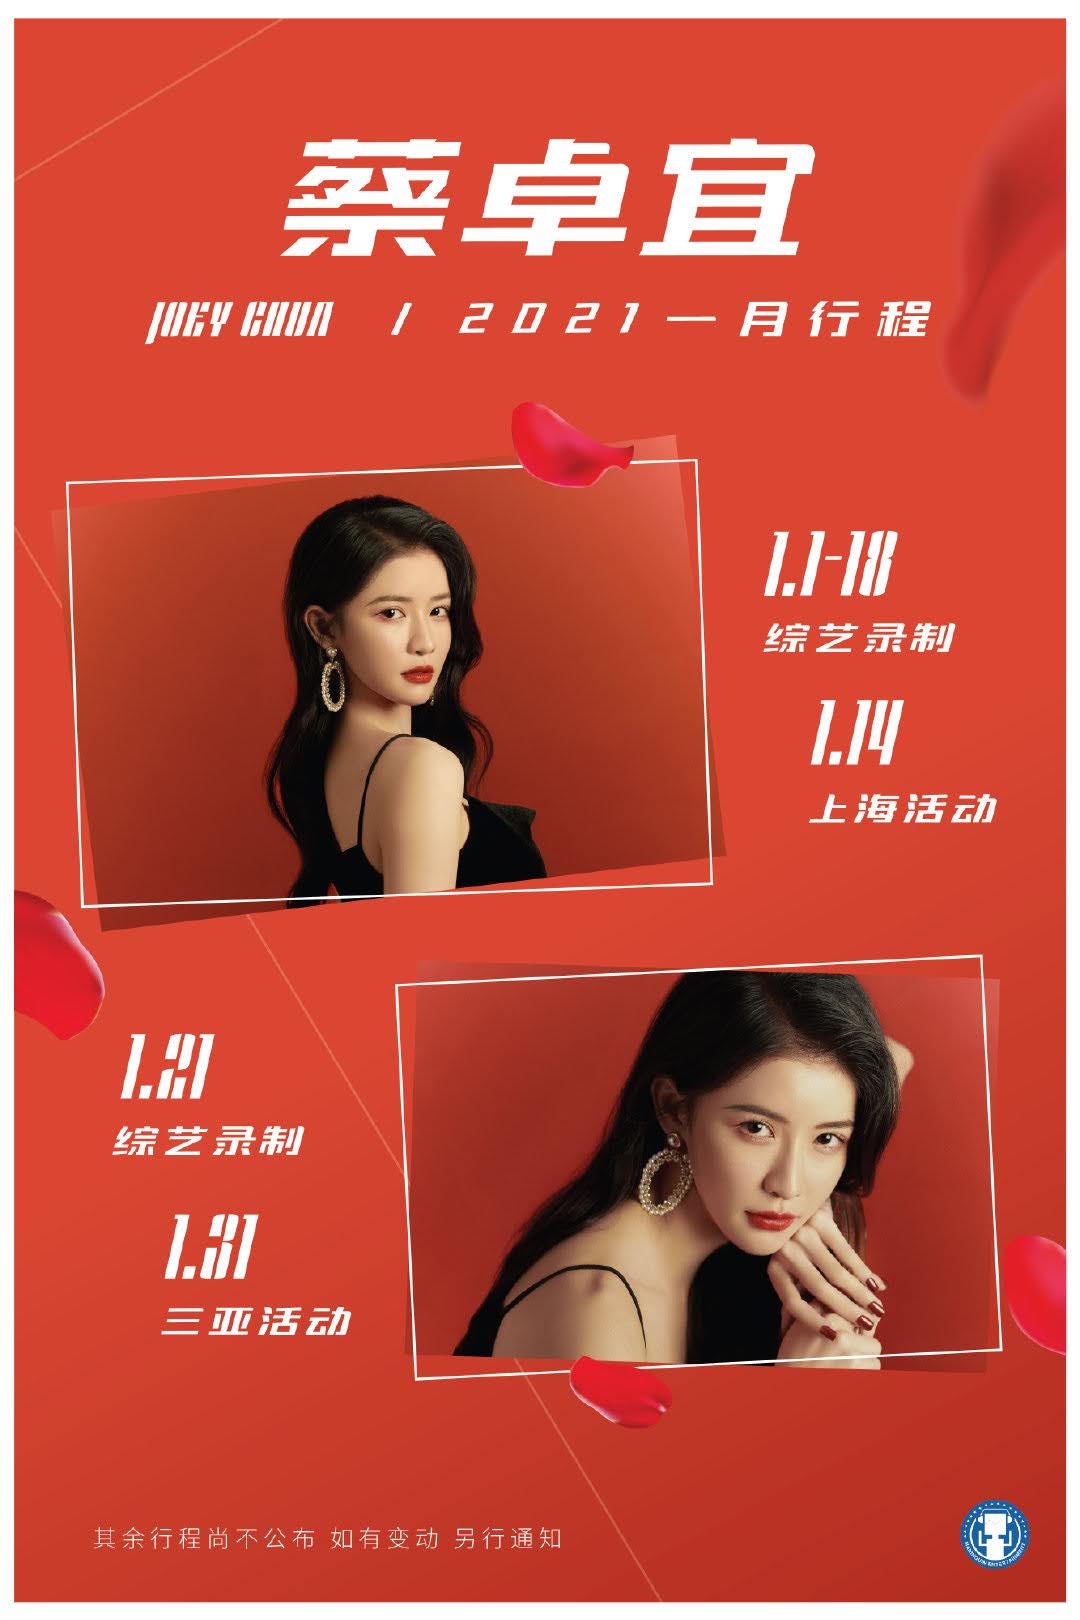 蔡卓宜
JOEY CHUA / 2021一月行程
1.1-18
综艺录制
1.14
上海活动
1.21
综艺录制
1.31
三亚活动
其余行程尚不公布 如有变动 另行通知